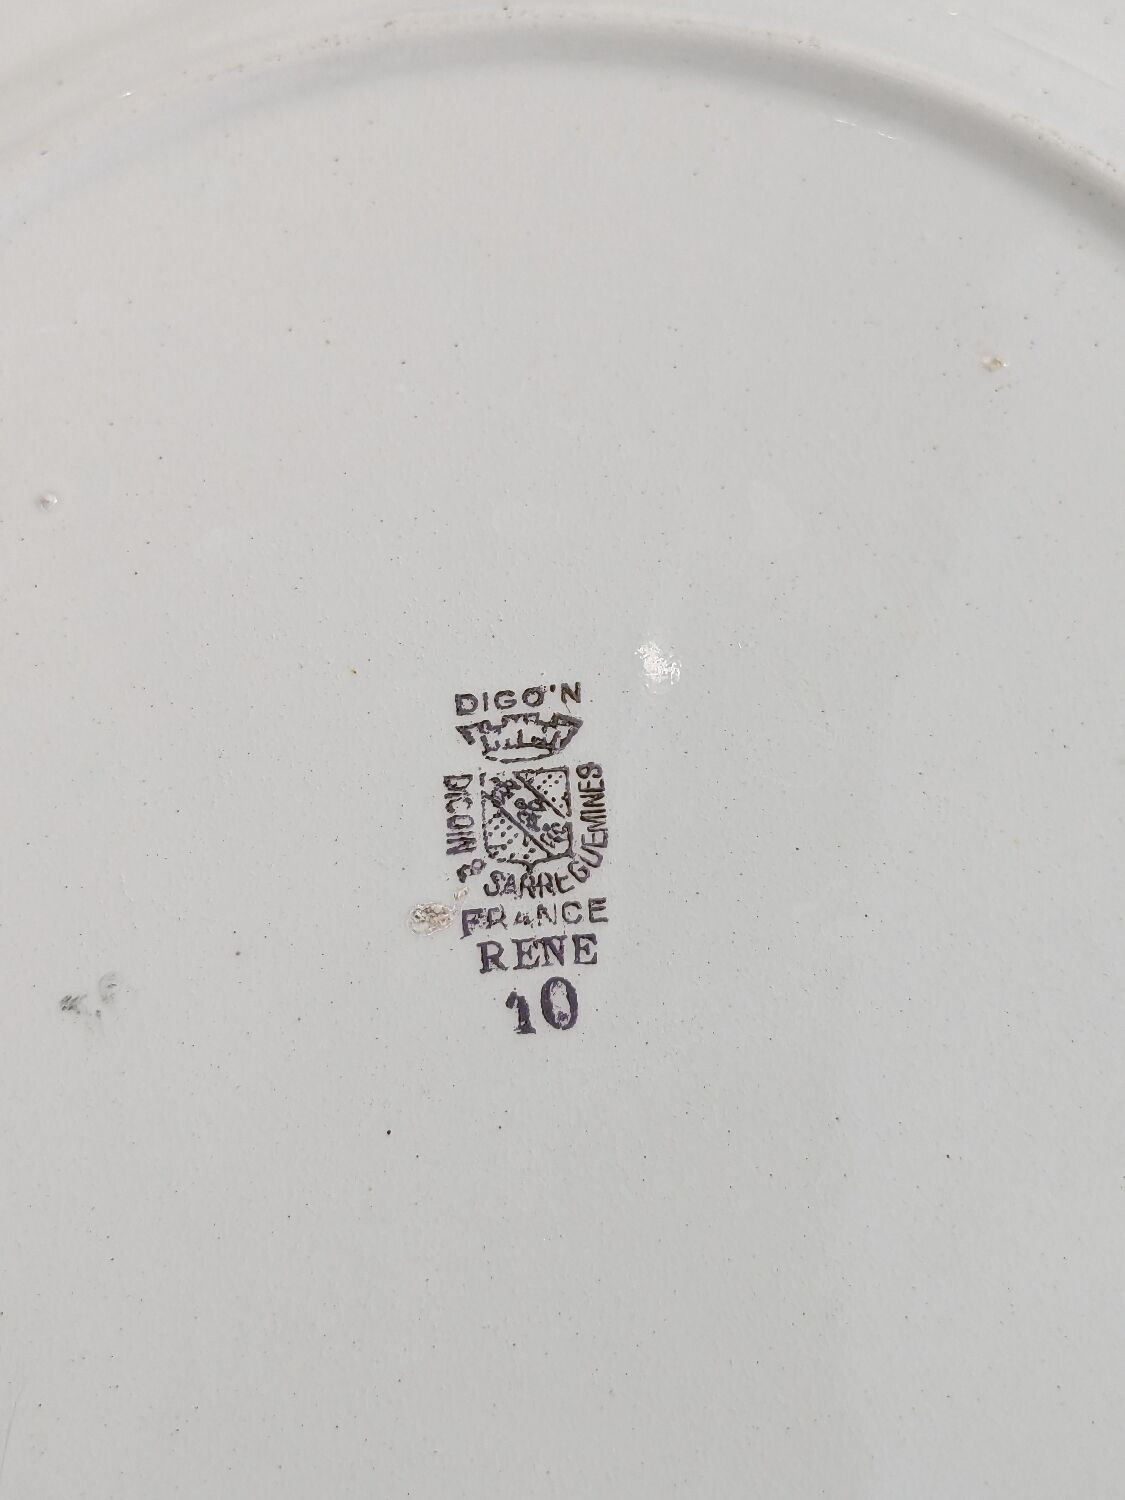 DIGO'N
DIGOIN & SARREGUEMINES
FRANCE
RENE
10